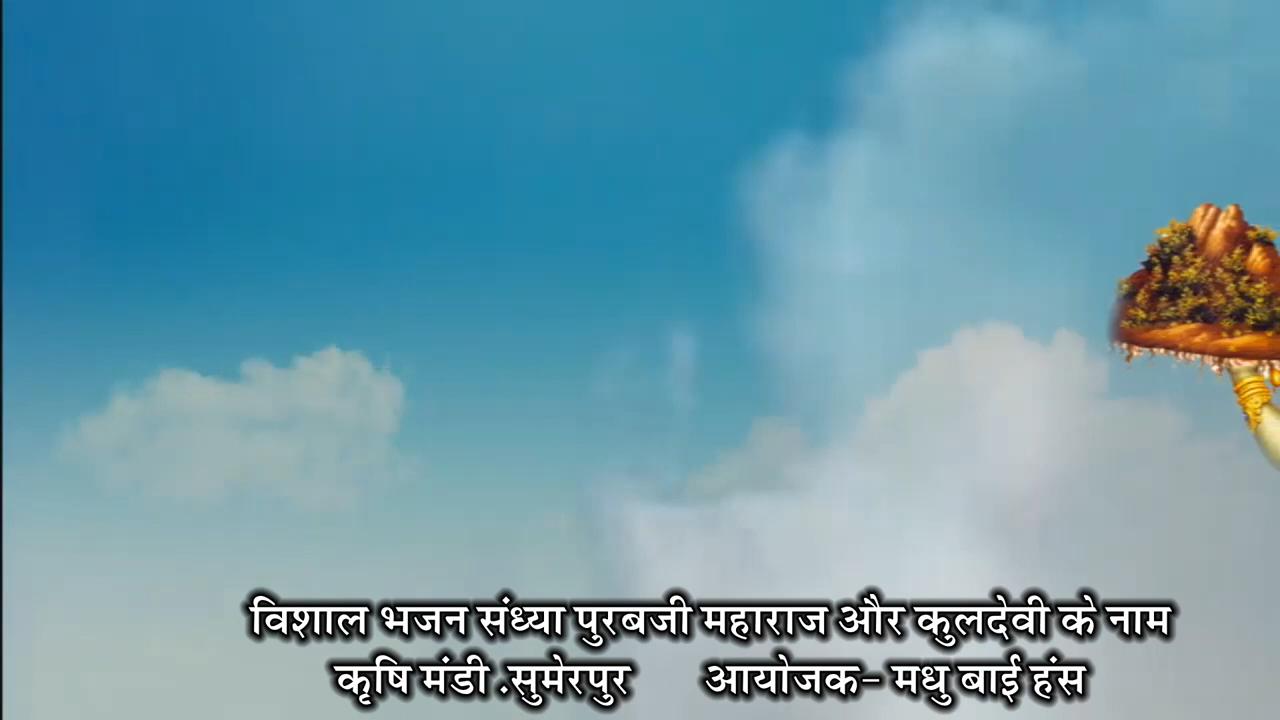 विशाल भजन संध्या पुरबजी महाराज और कुलदेवी के नाम
कृषि मंडी .सुमेरपुर आयोजक- मधु बाई हंस